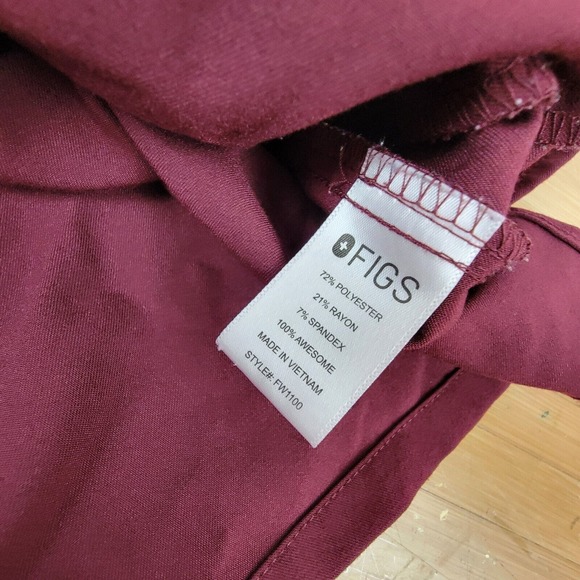 FIGS
72% POLYESTER
21% RAYON
7% SPANDEX
100% AWESOME
MADE IN VIETNAM
STYLE#: FW1100